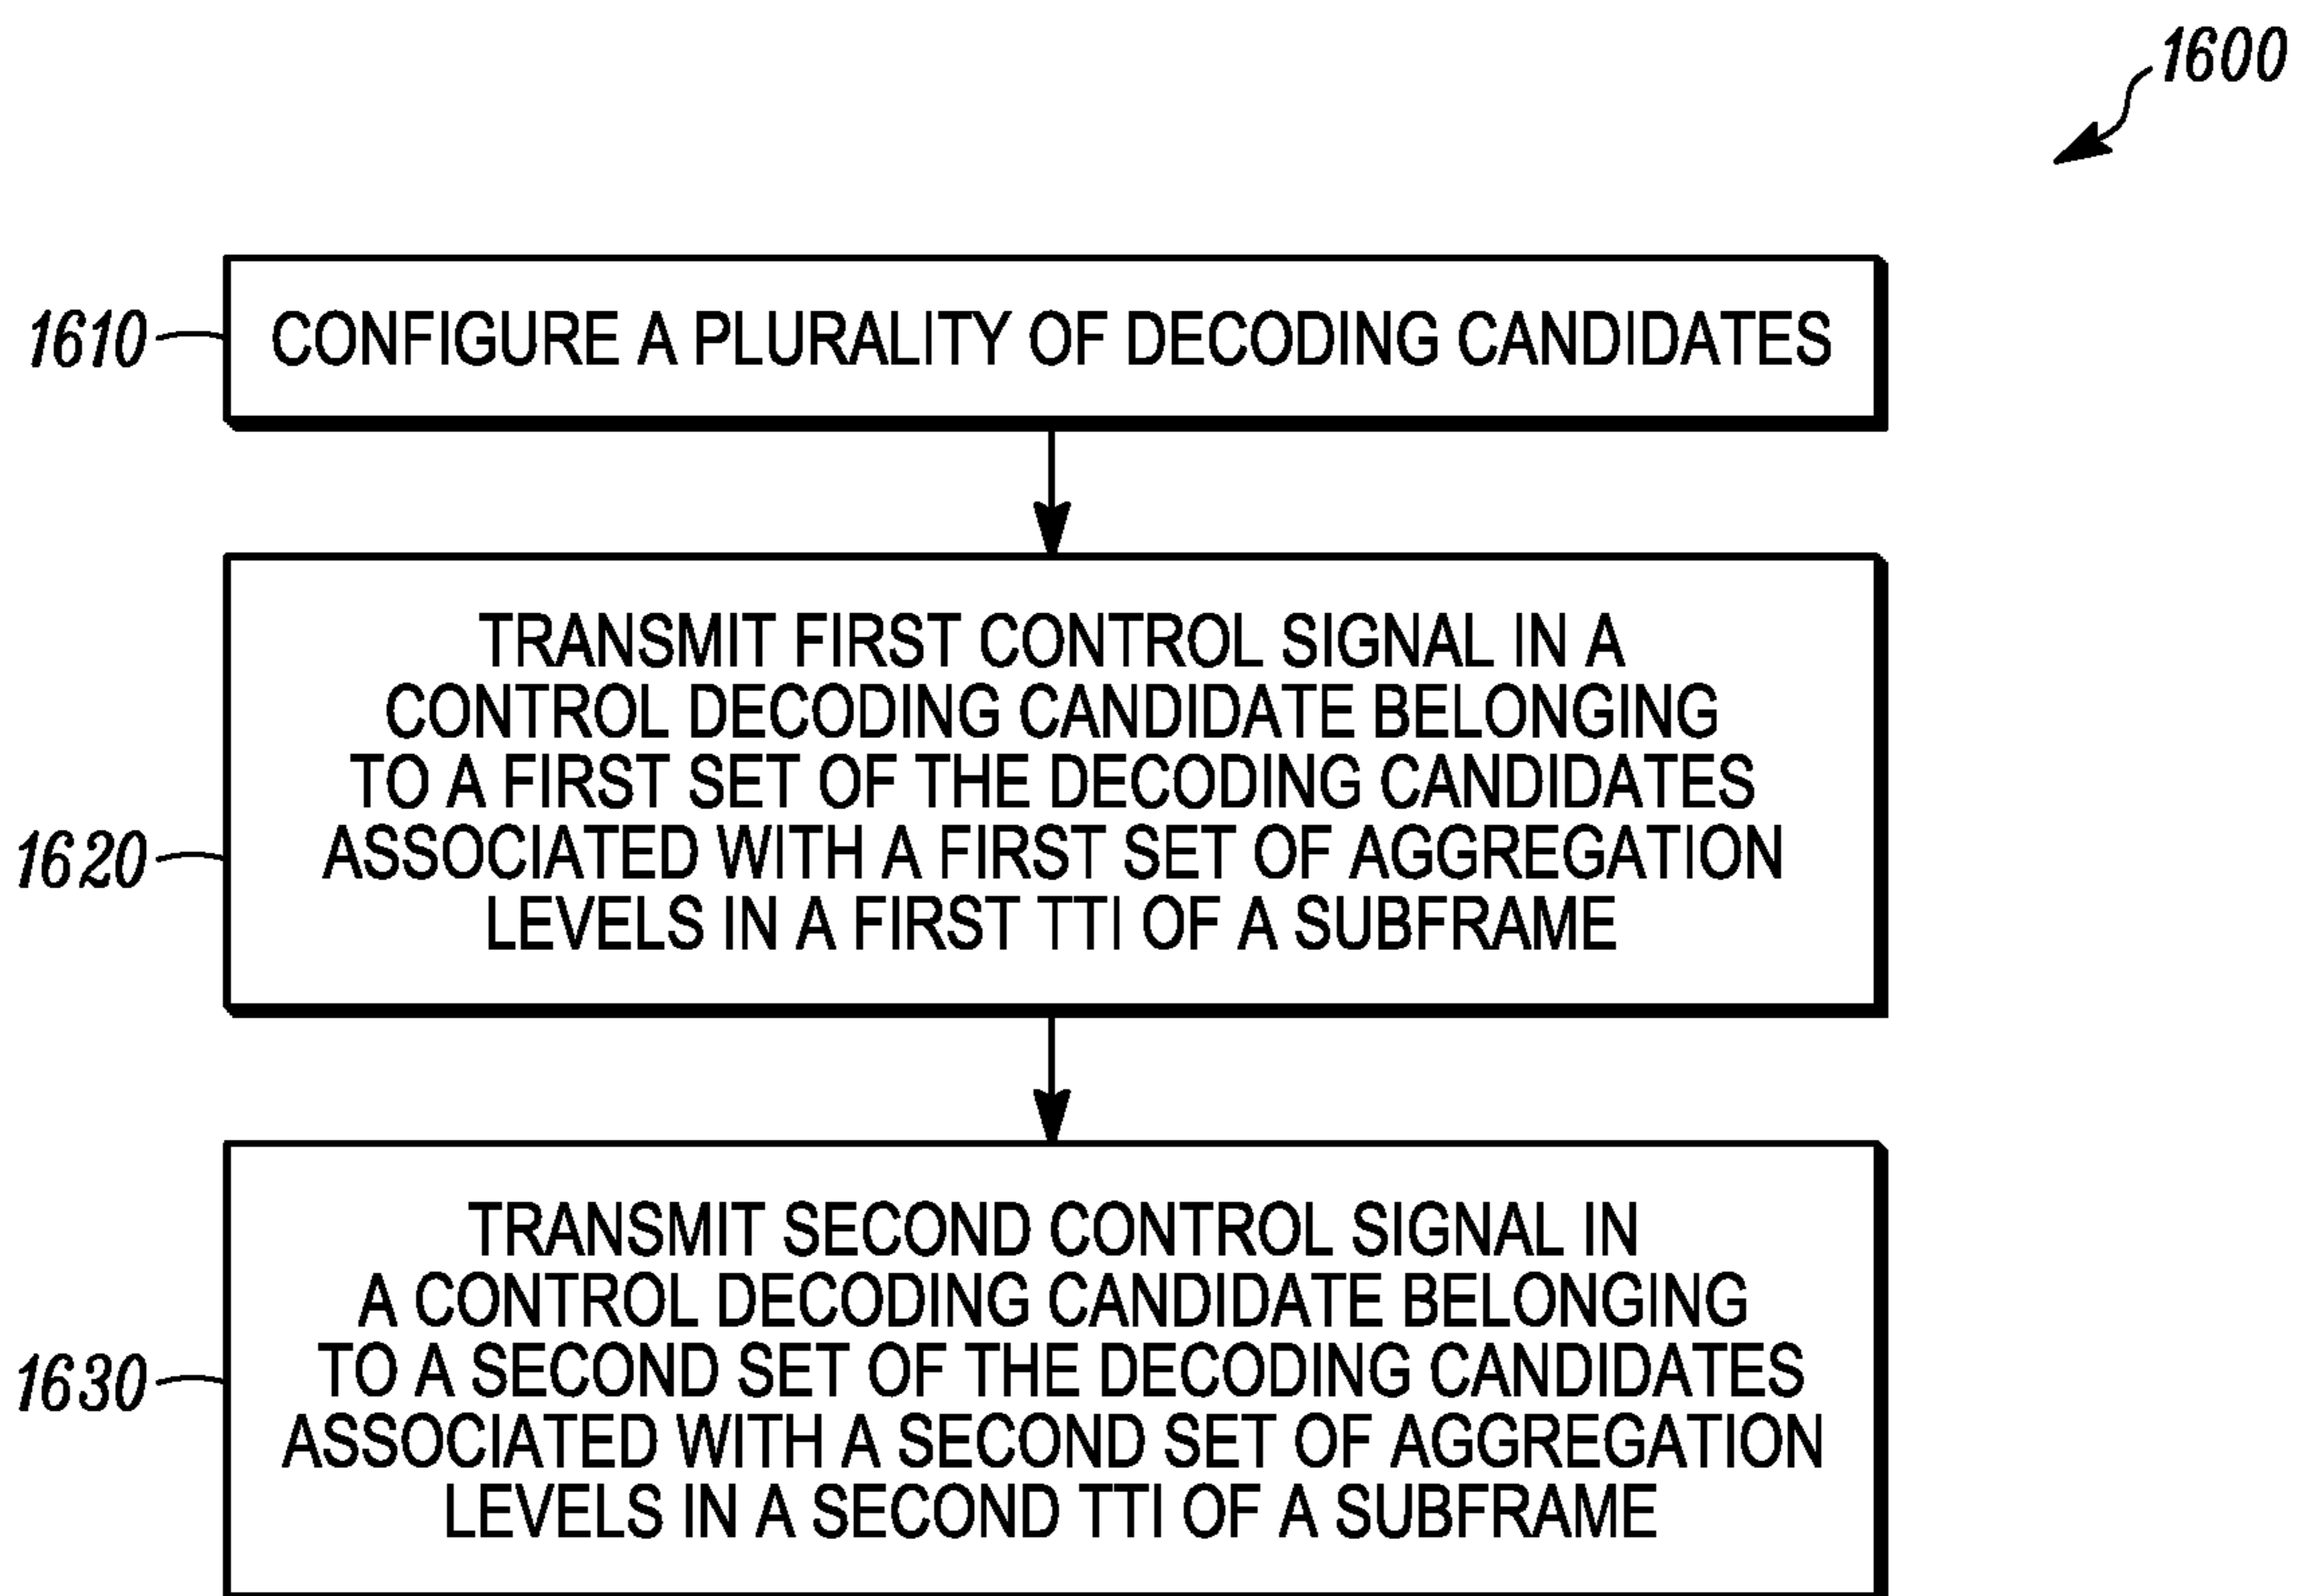 1600
1610
CONFIGURE A PLURALITY OF DECODING CANDIDATES
1620
TRANSMIT FIRST CONTROL SIGNAL IN A
CONTROL DECODING CANDIDATE BELONGING
TO A FIRST SET OF THE DECODING CANDIDATES
ASSOCIATED WITH A FIRST SET OF AGGREGATION
LEVELS IN A FIRST TTI OF A SUBFRAME
1630
TRANSMIT SECOND CONTROL SIGNAL IN
A CONTROL DECODING CANDIDATE BELONGING
TO A SECOND SET OF THE DECODING CANDIDATES
ASSOCIATED WITH A SECOND SET OF AGGREGATION
LEVELS IN A SECOND TTI OF A SUBFRAME